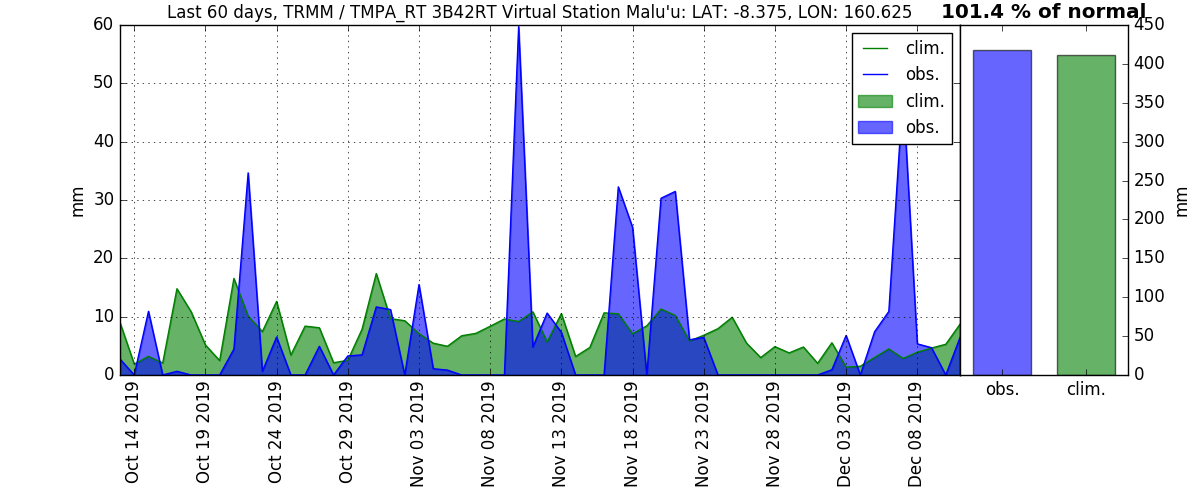 Last 60 days, TRMM / TMPA_RT 3B42RT Virtual Station Malu'u: LAT: -8.375, LON: 160.625
101.4 % of normal
60
50
40
30
20
10
0
mm
clim.
obs.
clim.
obs.
450
400
350
300
250
200
150
100
50
0
mm
obs.
clim.
Oct 14 2019
Oct 19 2019
Oct 24 2019
Oct 29 2019
Nov 03 2019
Nov 08 2019
Nov 13 2019
Nov 18 2019
Nov 23 2019
Nov 28 2019
Dec 03 2019
Dec 08 2019